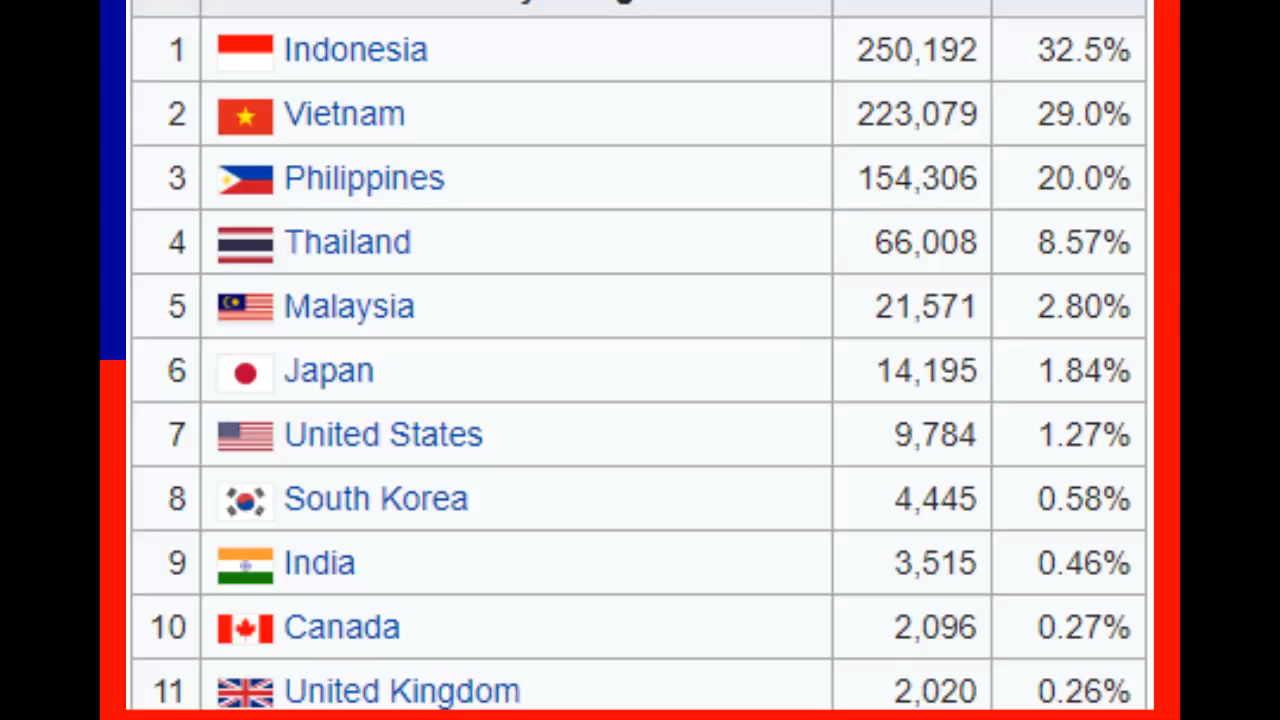 1 Indonesia 250,192 32.5%
2 Vietnam 223,079 29.0%
3 Philippines 154,306 20.0%
4 Thailand 66,008 8.57%
5 Malaysia 21,571 2.80%
6 Japan 14,195 1.84%
7 United States 9,784 1.27%
8 South Korea 4,445 0.58%
9 India 3,515 0.46%
10 Canada 2,096 0.27%
11 United Kingdom 2,020 0.26%